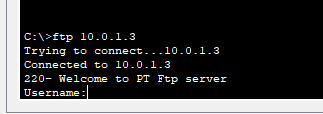 C:\>ftp 10.0.1.3
Trying to connect...10.0.1.3
Connected to 10.0.1.3
220- Welcome to PT Ftp server
Username: